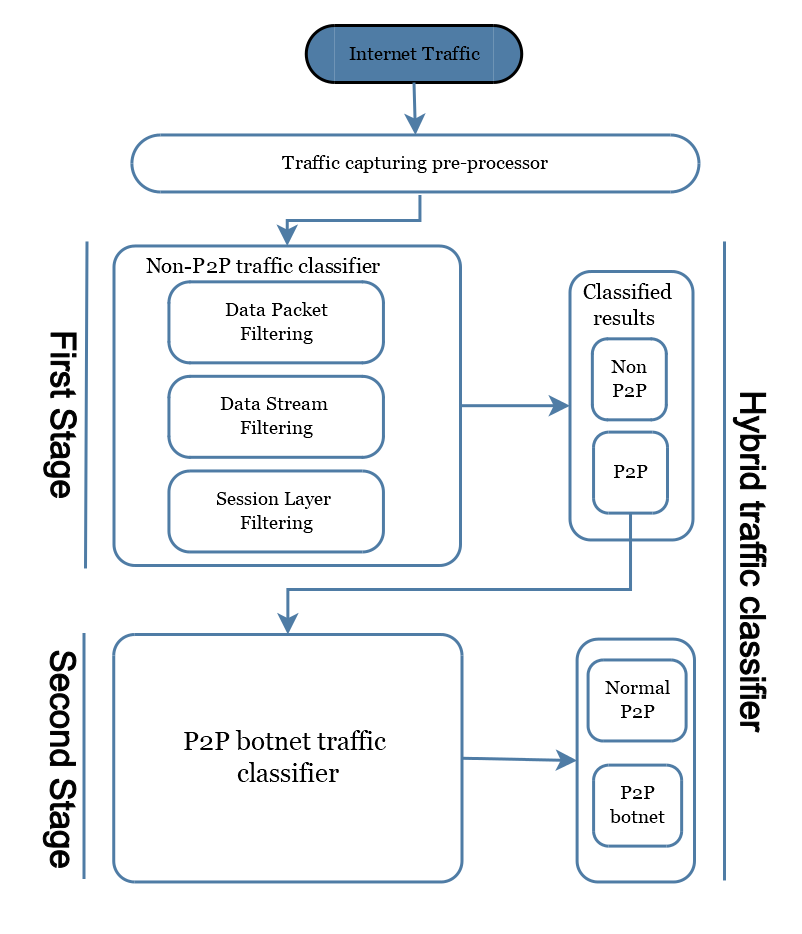 Internet Traffic
Traffic capturing pre-processor
First Stage
Non-P2P traffic classifier
Data Packet
Filtering
Data Stream
Filtering
Session Layer
Filtering
Classified
results
Non
P2P
P2P
Hybrid traffic classifier
Second Stage
P2P botnet traffic
classifier
Normal
P2P
P2P
botnet